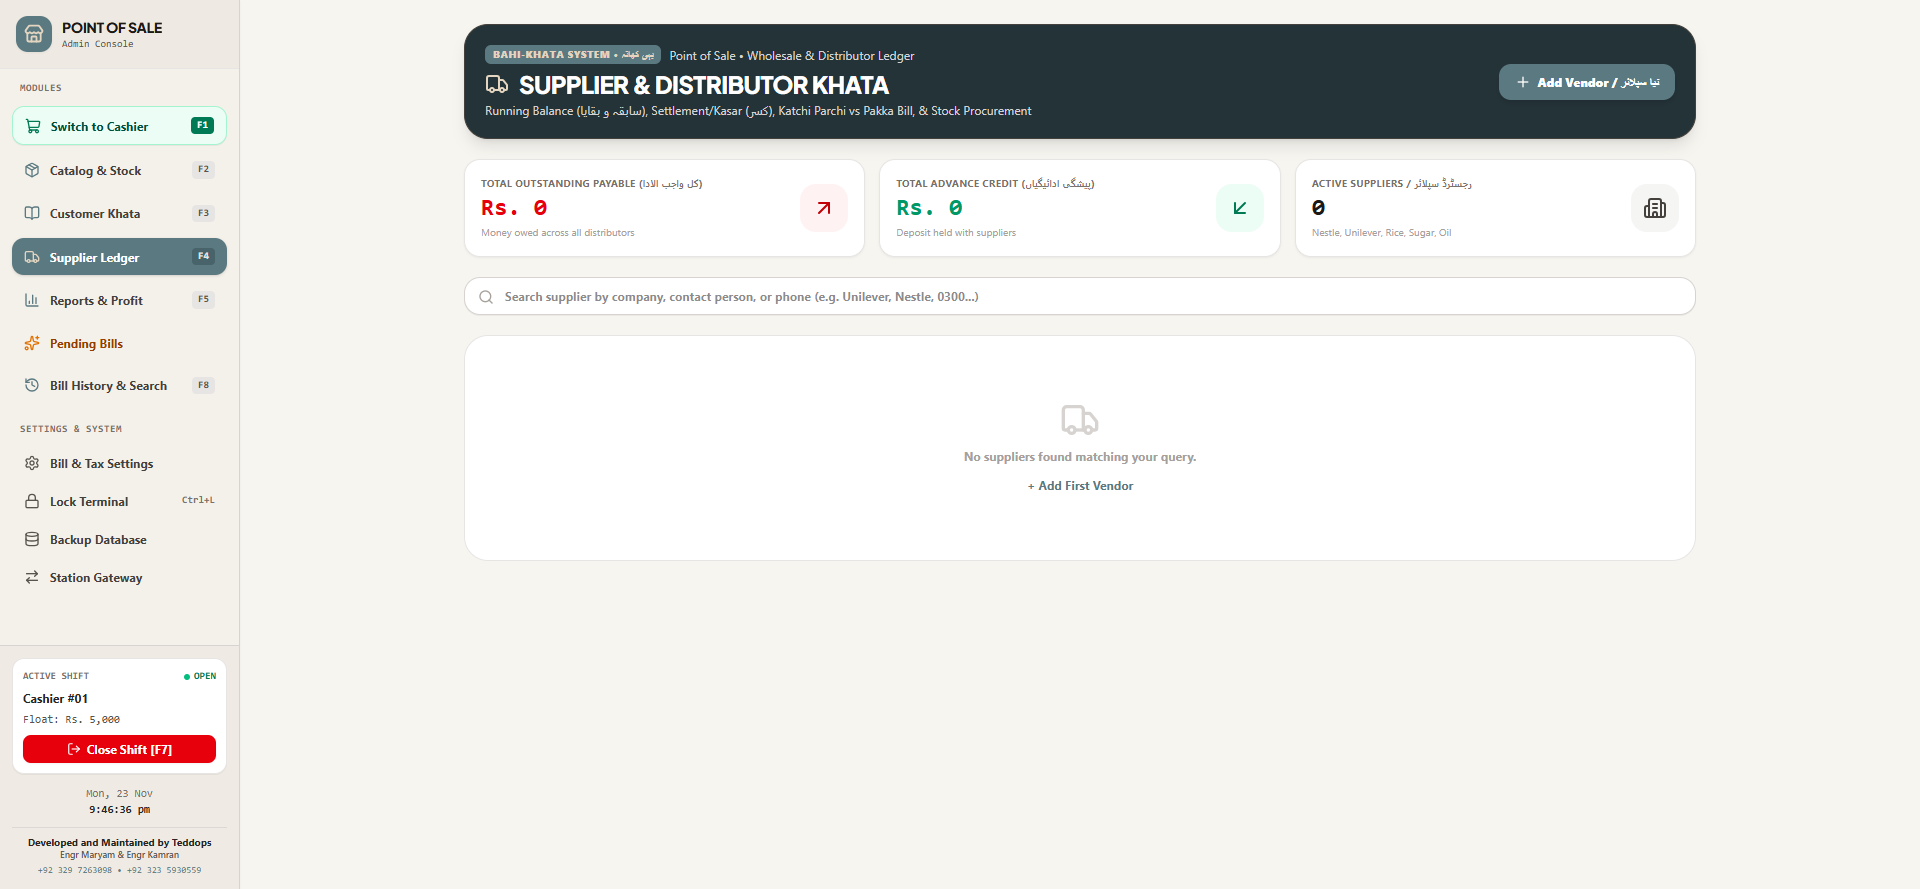 POINT OF SALE
Admin Console
MODULES
Switch to Cashier F1
Catalog & Stock F2
Customer Khata F3
Supplier Ledger F4
Reports & Profit F5
Pending Bills
Bill History & Search F8
SETTINGS & SYSTEM
Bill & Tax Settings
Lock Terminal Ctrl+L
Backup Database
Station Gateway
ACTIVE SHIFT OPEN
Cashier #01
Float: Rs. 5,000
Close Shift [F7]
Mon, 23 Nov
9:46:36 pm
Developed and Maintained by Teddops
Engr Maryam & Engr Kamran
+92 329 7263098 • +92 323 5930559
BAHI-KHATA SYSTEM • بہی کھاتہ Point of Sale • Wholesale & Distributor Ledger
SUPPLIER & DISTRIBUTOR KHATA
Running Balance (سابقہ و بقایا), Settlement/Kasar (کسر), Katchi Parchi vs Pakka Bill, & Stock Procurement
+ Add Vendor / نیا سپلائر
TOTAL OUTSTANDING PAYABLE (کل واجب الادا)
Rs. 0
Money owed across all distributors
TOTAL ADVANCE CREDIT (پیشگی ادائیگیاں)
Rs. 0
Deposit held with suppliers
ACTIVE SUPPLIERS / رجسٹرڈ سپلائر
0
Nestle, Unilever, Rice, Sugar, Oil
Search supplier by company, contact person, or phone (e.g. Unilever, Nestle, 0300...)
No suppliers found matching your query.
+ Add First Vendor